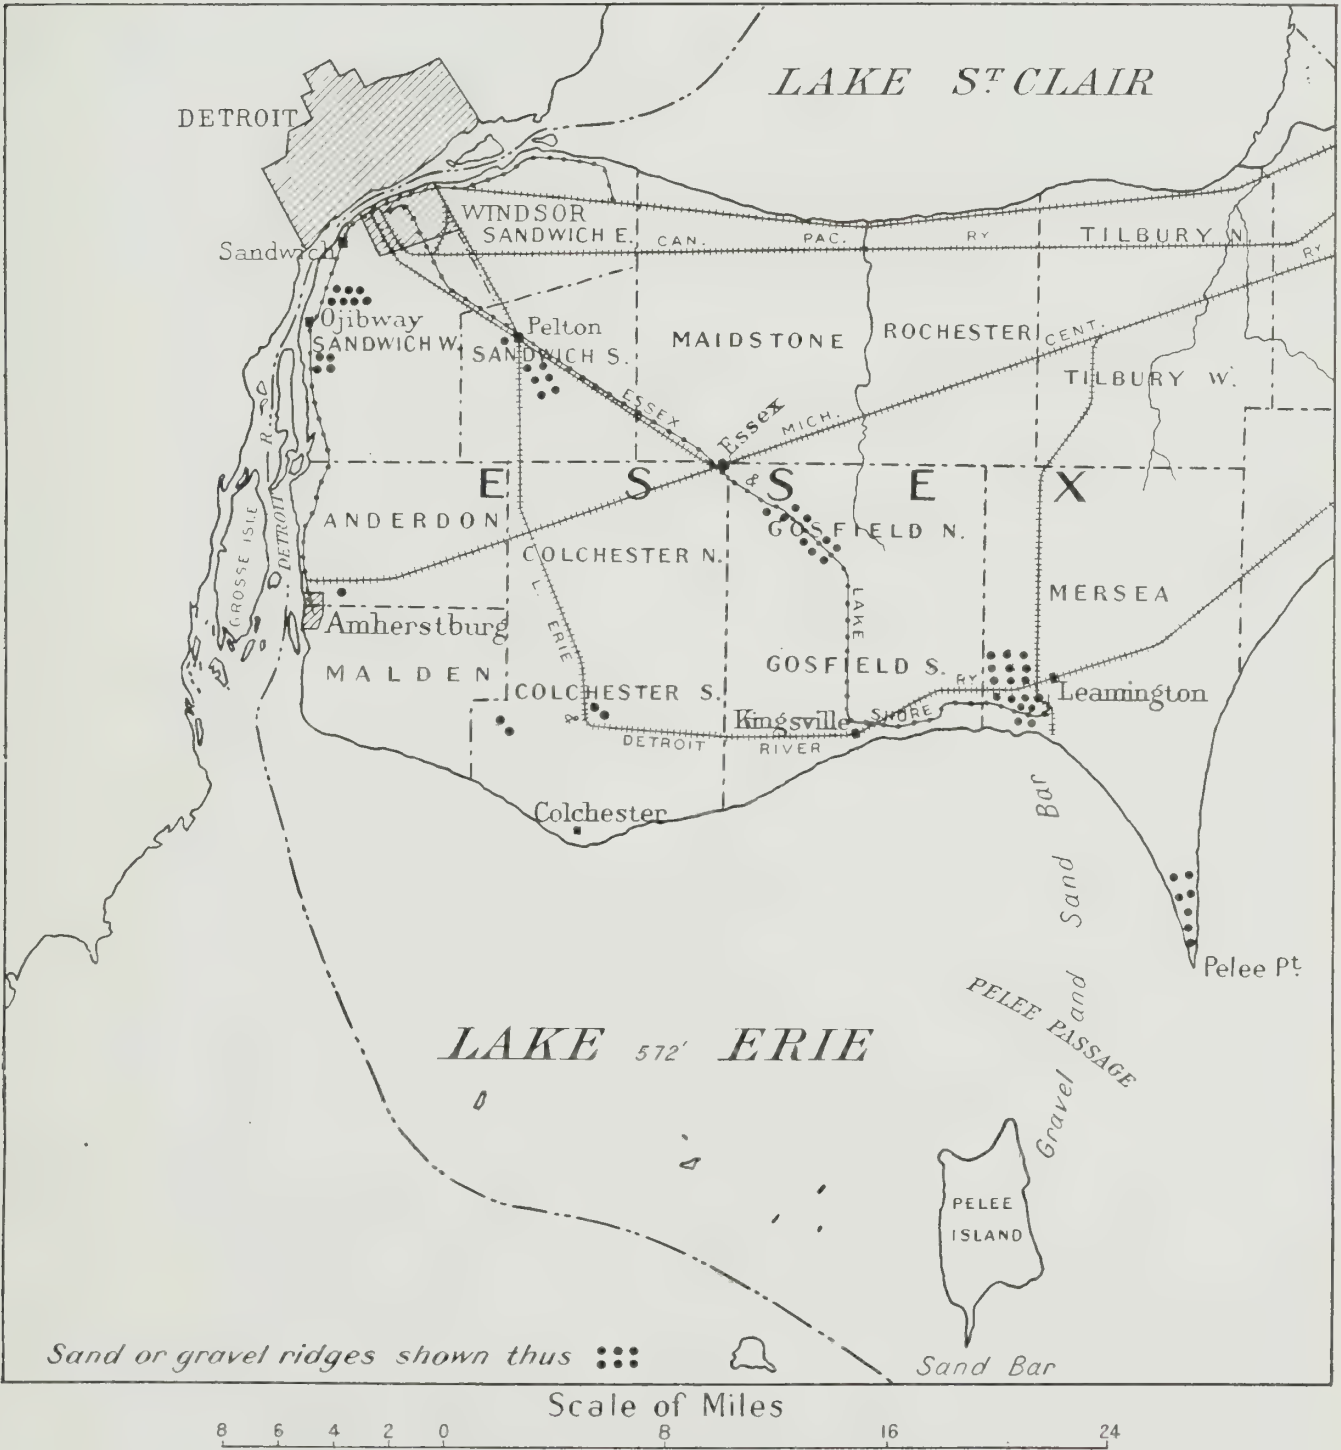 LAKE ST. CLAIR
DETROIT
WINDSOR
SANDWICH E.
CAN. PAC. RY
TILBURY N.
RY
Sandwich
Ojibway
SANDWICH W.
Pelton
SANDWICH S.
MAIDSTONE
ROCHESTER
CENT.
TILBURY W.
ESSEX
Essex
MICH.
R.
DETROIT
GROSSE ISLE
E S S E X
&
ANDERDON
GOSFIELD N.
COLCHESTER N.
L. ERIE
LAKE
MERSEA
Amherstburg
MALDEN
GOSFIELD S.
RY.
COLCHESTER S.
Leamington
&
Kingsville
SHORE
DETROIT RIVER
Colchester
Gravel and Sand Bar
Pelee Pt.
PELEE PASSAGE
LAKE 572' ERIE
PELEE
ISLAND
Sand or gravel ridges shown thus
Sand Bar
Scale of Miles
8 6 4 2 0 8 16 24